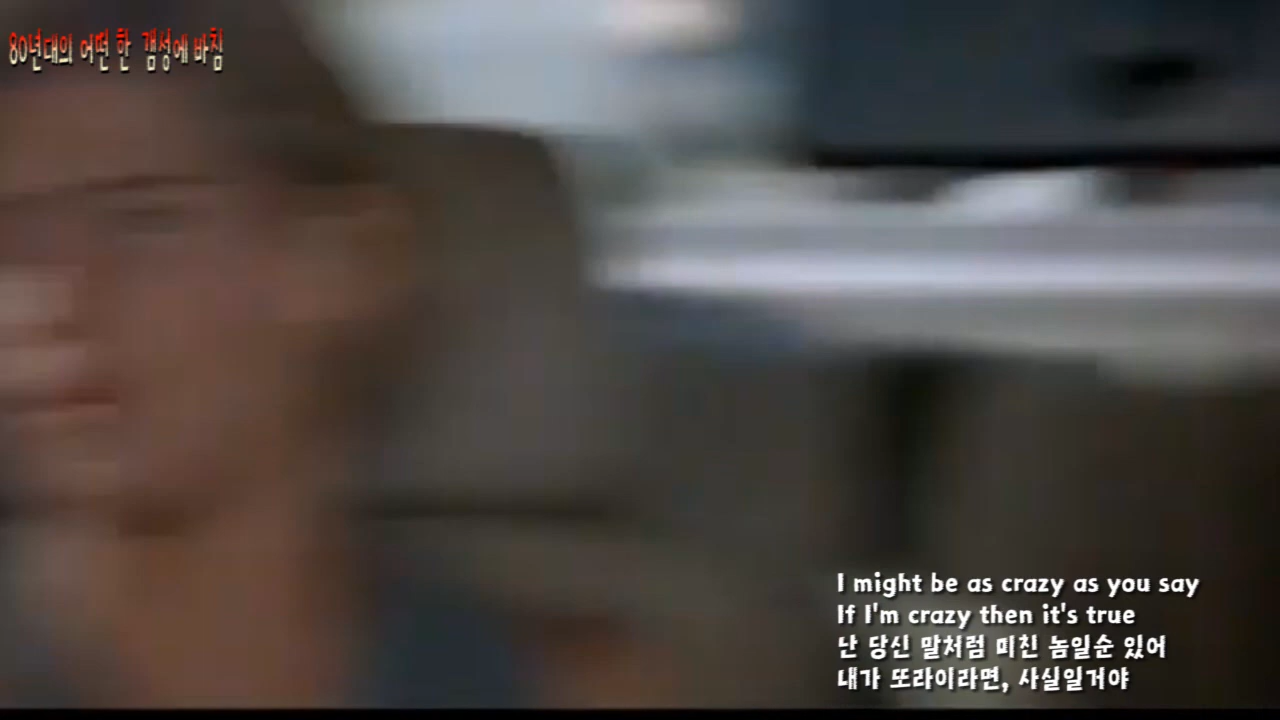 80년대의 어떤 한 갬성에 바침
I might be as crazy as you say
If I'm crazy then it's true
난 당신 말처럼 미친 놈일순 있어
내가 또라이라면, 사실일거야